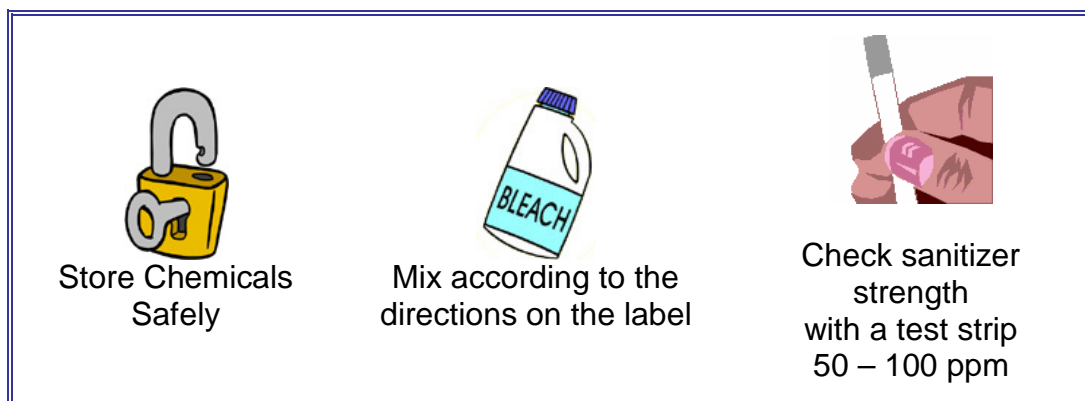 BLEACH
Store Chemicals
Safely
Mix according to the
directions on the label
Check sanitizer
strength
with a test strip
50 – 100 ppm